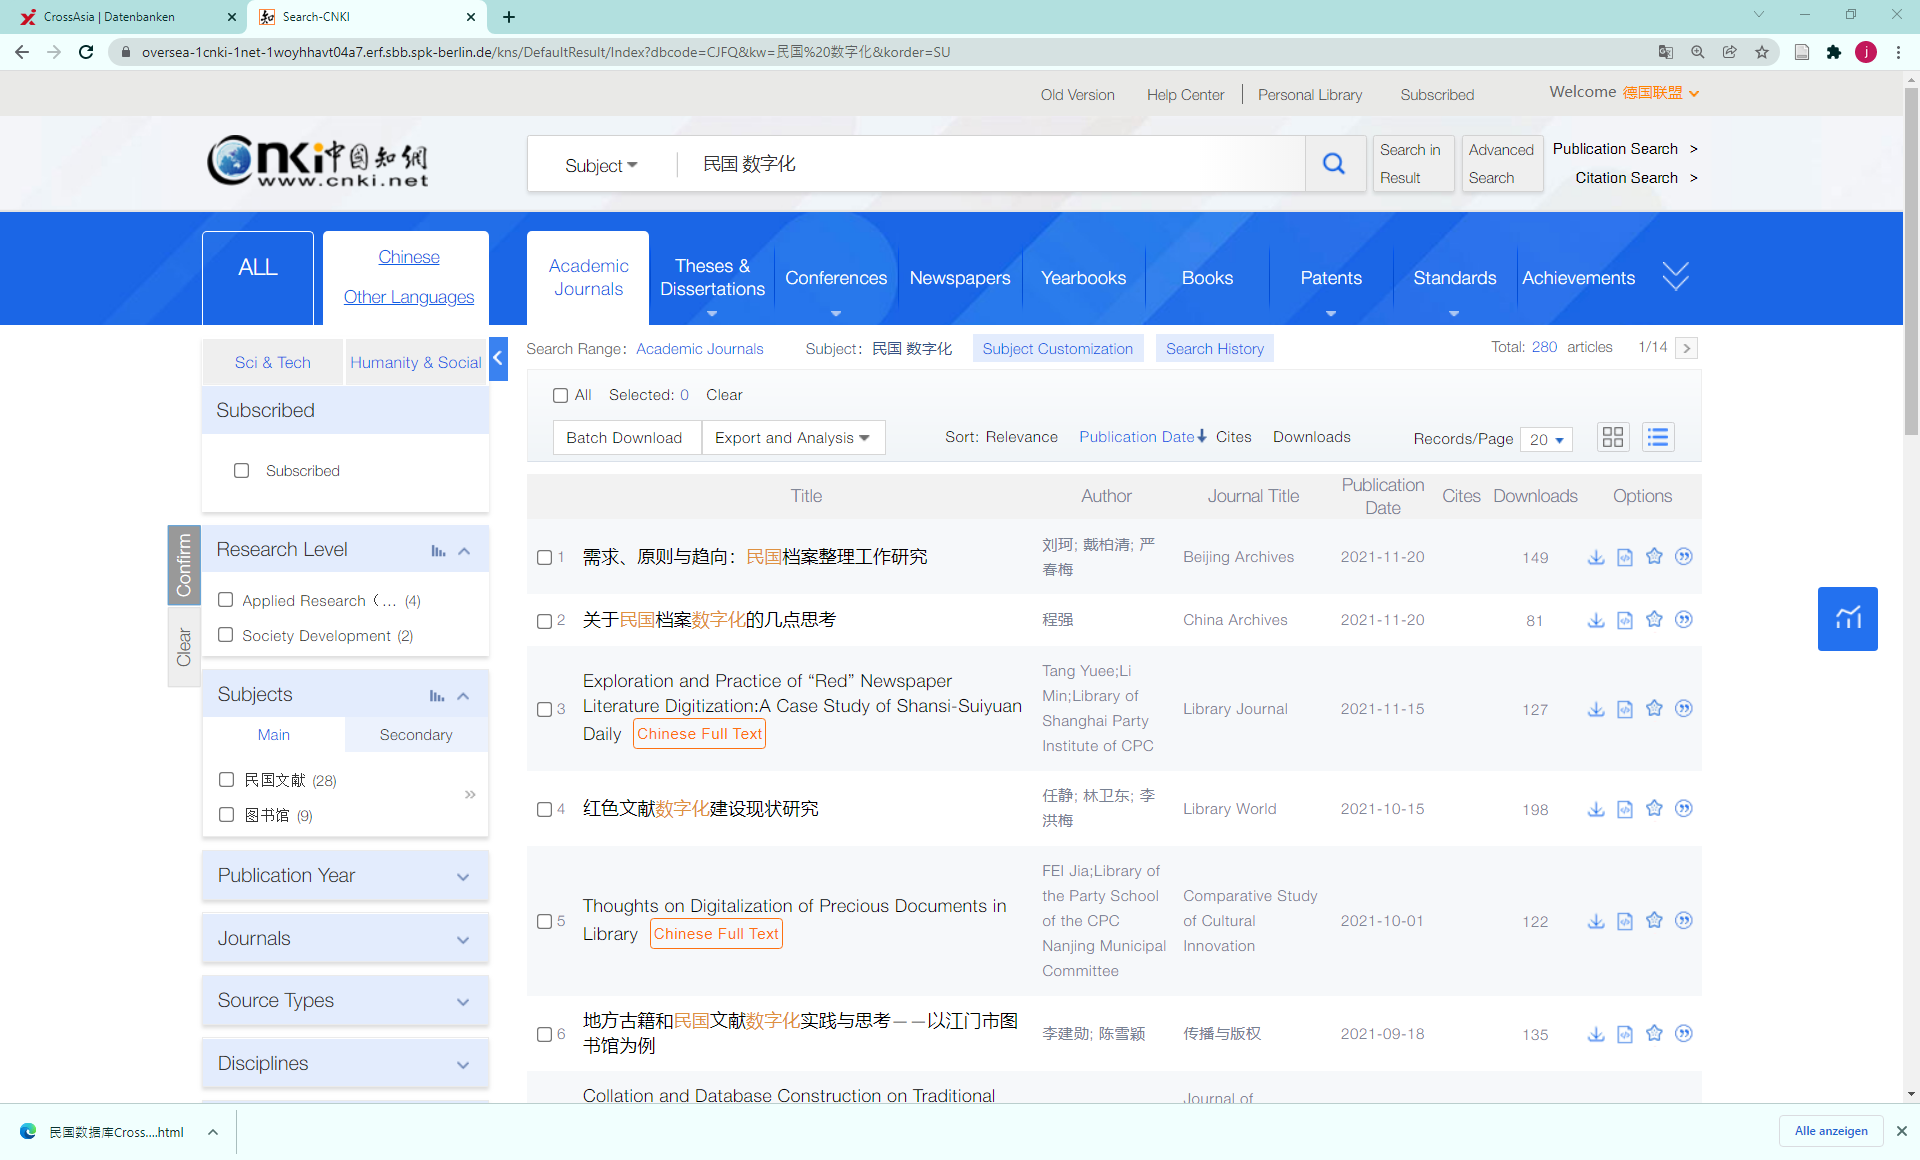 CrossAsia | Datenbanken
Search-CNKI
oversea-1cnki-1net-1woyhhavt04a7.erf.sbb.spk-berlin.de/kns/DefaultResult/Index?dbcode=CJFQ&kw=民国%20数字化&korder=SU
j
Old Version
Help Center
Personal Library
Subscribed
Welcome 德国联盟
cnki中国知網
www.cnki.net
Subject
民国 数字化
Search in
Result
Advanced
Search
Publication Search >
Citation Search >
ALL
Chinese
Other Languages
Academic
Journals
Theses &
Dissertations
Conferences
Newspapers
Yearbooks
Books
Patents
Standards
Achievements
Sci & Tech
Humanity & Social
Search Range: Academic Journals
Subject: 民国 数字化
Subject Customization
Search History
Total: 280 articles
1/14
Subscribed
Subscribed
All Selected: 0 Clear
Batch Download
Export and Analysis
Sort: Relevance Publication Date Cites Downloads
Records/Page 20
Confirm
Clear
Research Level
Applied Research（... (4)
Society Development (2)
Subjects
Main
Secondary
民国文献 (28)
图书馆 (9)
Publication Year
Journals
Source Types
Disciplines
Title
Author
Journal Title
Publication
Date
Cites
Downloads
Options
1
需求、原则与趋向：民国档案整理工作研究
刘珂; 戴柏清; 严
春梅
Beijing Archives
2021-11-20
149
2
关于民国档案数字化的几点思考
程强
China Archives
2021-11-20
81
3
Exploration and Practice of “Red” Newspaper
Literature Digitization:A Case Study of Shansi-Suiyuan
Daily Chinese Full Text
Tang Yuee;Li
Min;Library of
Shanghai Party
Institute of CPC
Library Journal
2021-11-15
127
4
红色文献数字化建设现状研究
任静; 林卫东; 李
洪梅
Library World
2021-10-15
198
5
Thoughts on Digitalization of Precious Documents in
Library Chinese Full Text
FEI Jia;Library of
the Party School
of the CPC
Nanjing Municipal
Committee
Comparative Study
of Cultural
Innovation
2021-10-01
122
6
地方古籍和民国文献数字化实践与思考——以江门市图
书馆为例
李建勋; 陈雪颖
传播与版权
2021-09-18
135
Collation and Database Construction on Traditional
Journal of
民国数据库Cross....html
Alle anzeigen